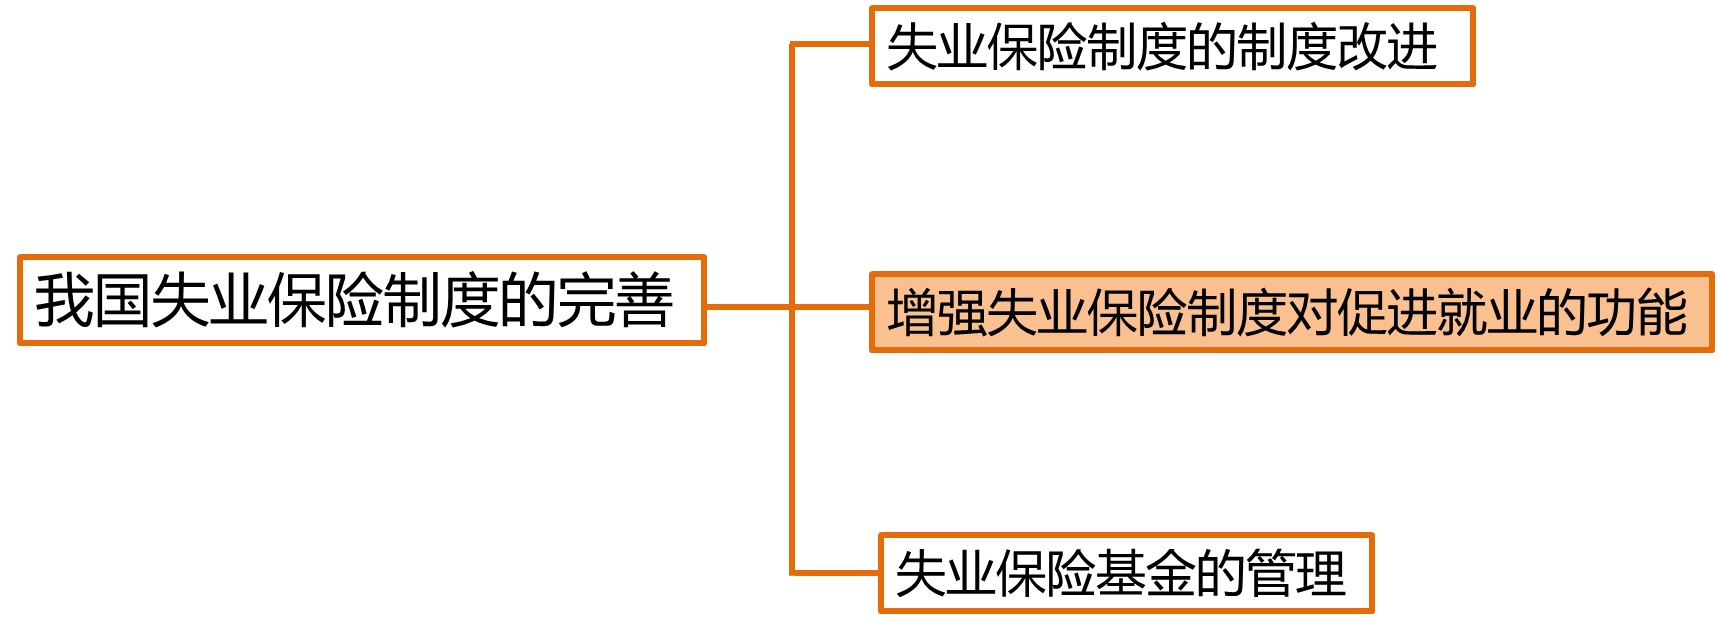 失业保险制度的制度改进
我国失业保险制度的完善
增强失业保险制度对促进就业的功能
失业保险基金的管理